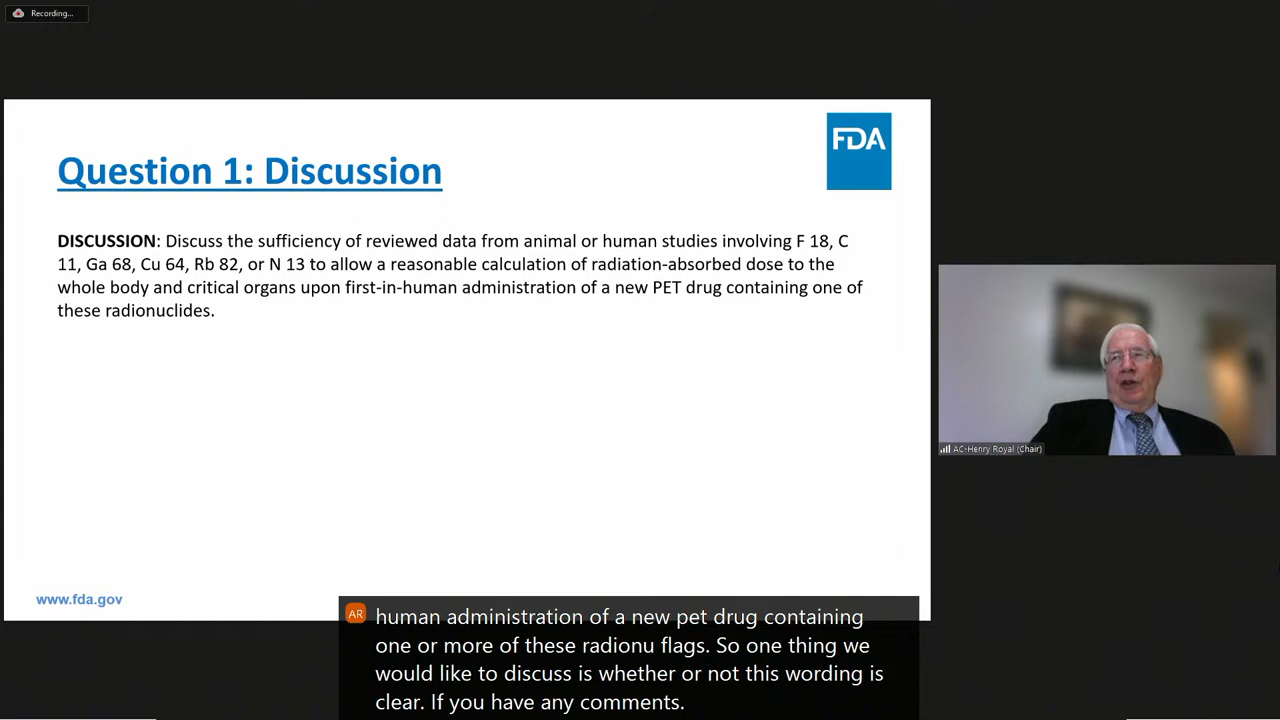 Recording...
FDA
Question 1: Discussion
DISCUSSION: Discuss the sufficiency of reviewed data from animal or human studies involving F 18, C
11, Ga 68, Cu 64, Rb 82, or N 13 to allow a reasonable calculation of radiation-absorbed dose to the
whole body and critical organs upon first-in-human administration of a new PET drug containing one of
these radionuclides.
AC-Henry Royal (Chair)
www.fda.gov
AR
human administration of a new pet drug containing
one or more of these radionu flags. So one thing we
would like to discuss is whether or not this wording is
clear. If you have any comments.